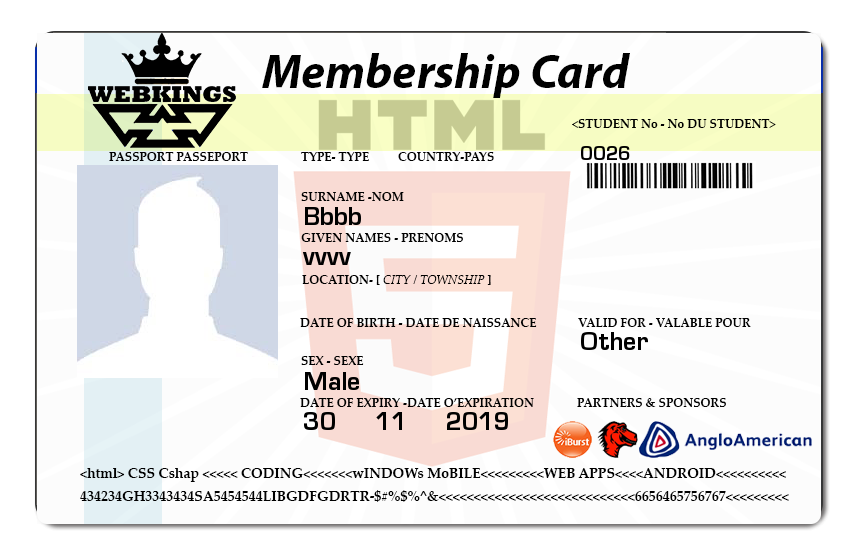 Membership Card
WEBKINGS
HTML
<STUDENT No - No DU STUDENT>
0026
PASSPORT PASSEPORT TYPE- TYPE COUNTRY-PAYS
SURNAME -NOM
Bbbb
GIVEN NAMES - PRENOMS
vvvv
LOCATION- [ CITY / TOWNSHIP ]
DATE OF BIRTH - DATE DE NAISSANCE VALID FOR - VALABLE POUR
Other
SEX - SEXE
Male
DATE OF EXPIRY -DATE O'EXPIRATION PARTNERS & SPONSORS
30 11 2019
iBurst AngloAmerican
<html> CSS Cshap <<<<< CODING<<<<<<<wINDOWs MoBILE<<<<<<<<<WEB APPS<<<<ANDROID<<<<<<<<<<
434234GH3343434SA5454544LIBGDFGDRTR-$#%$%^&<<<<<<<<<<<<<<<<<<<<<<<<<<<<6656465756767<<<<<<<<<